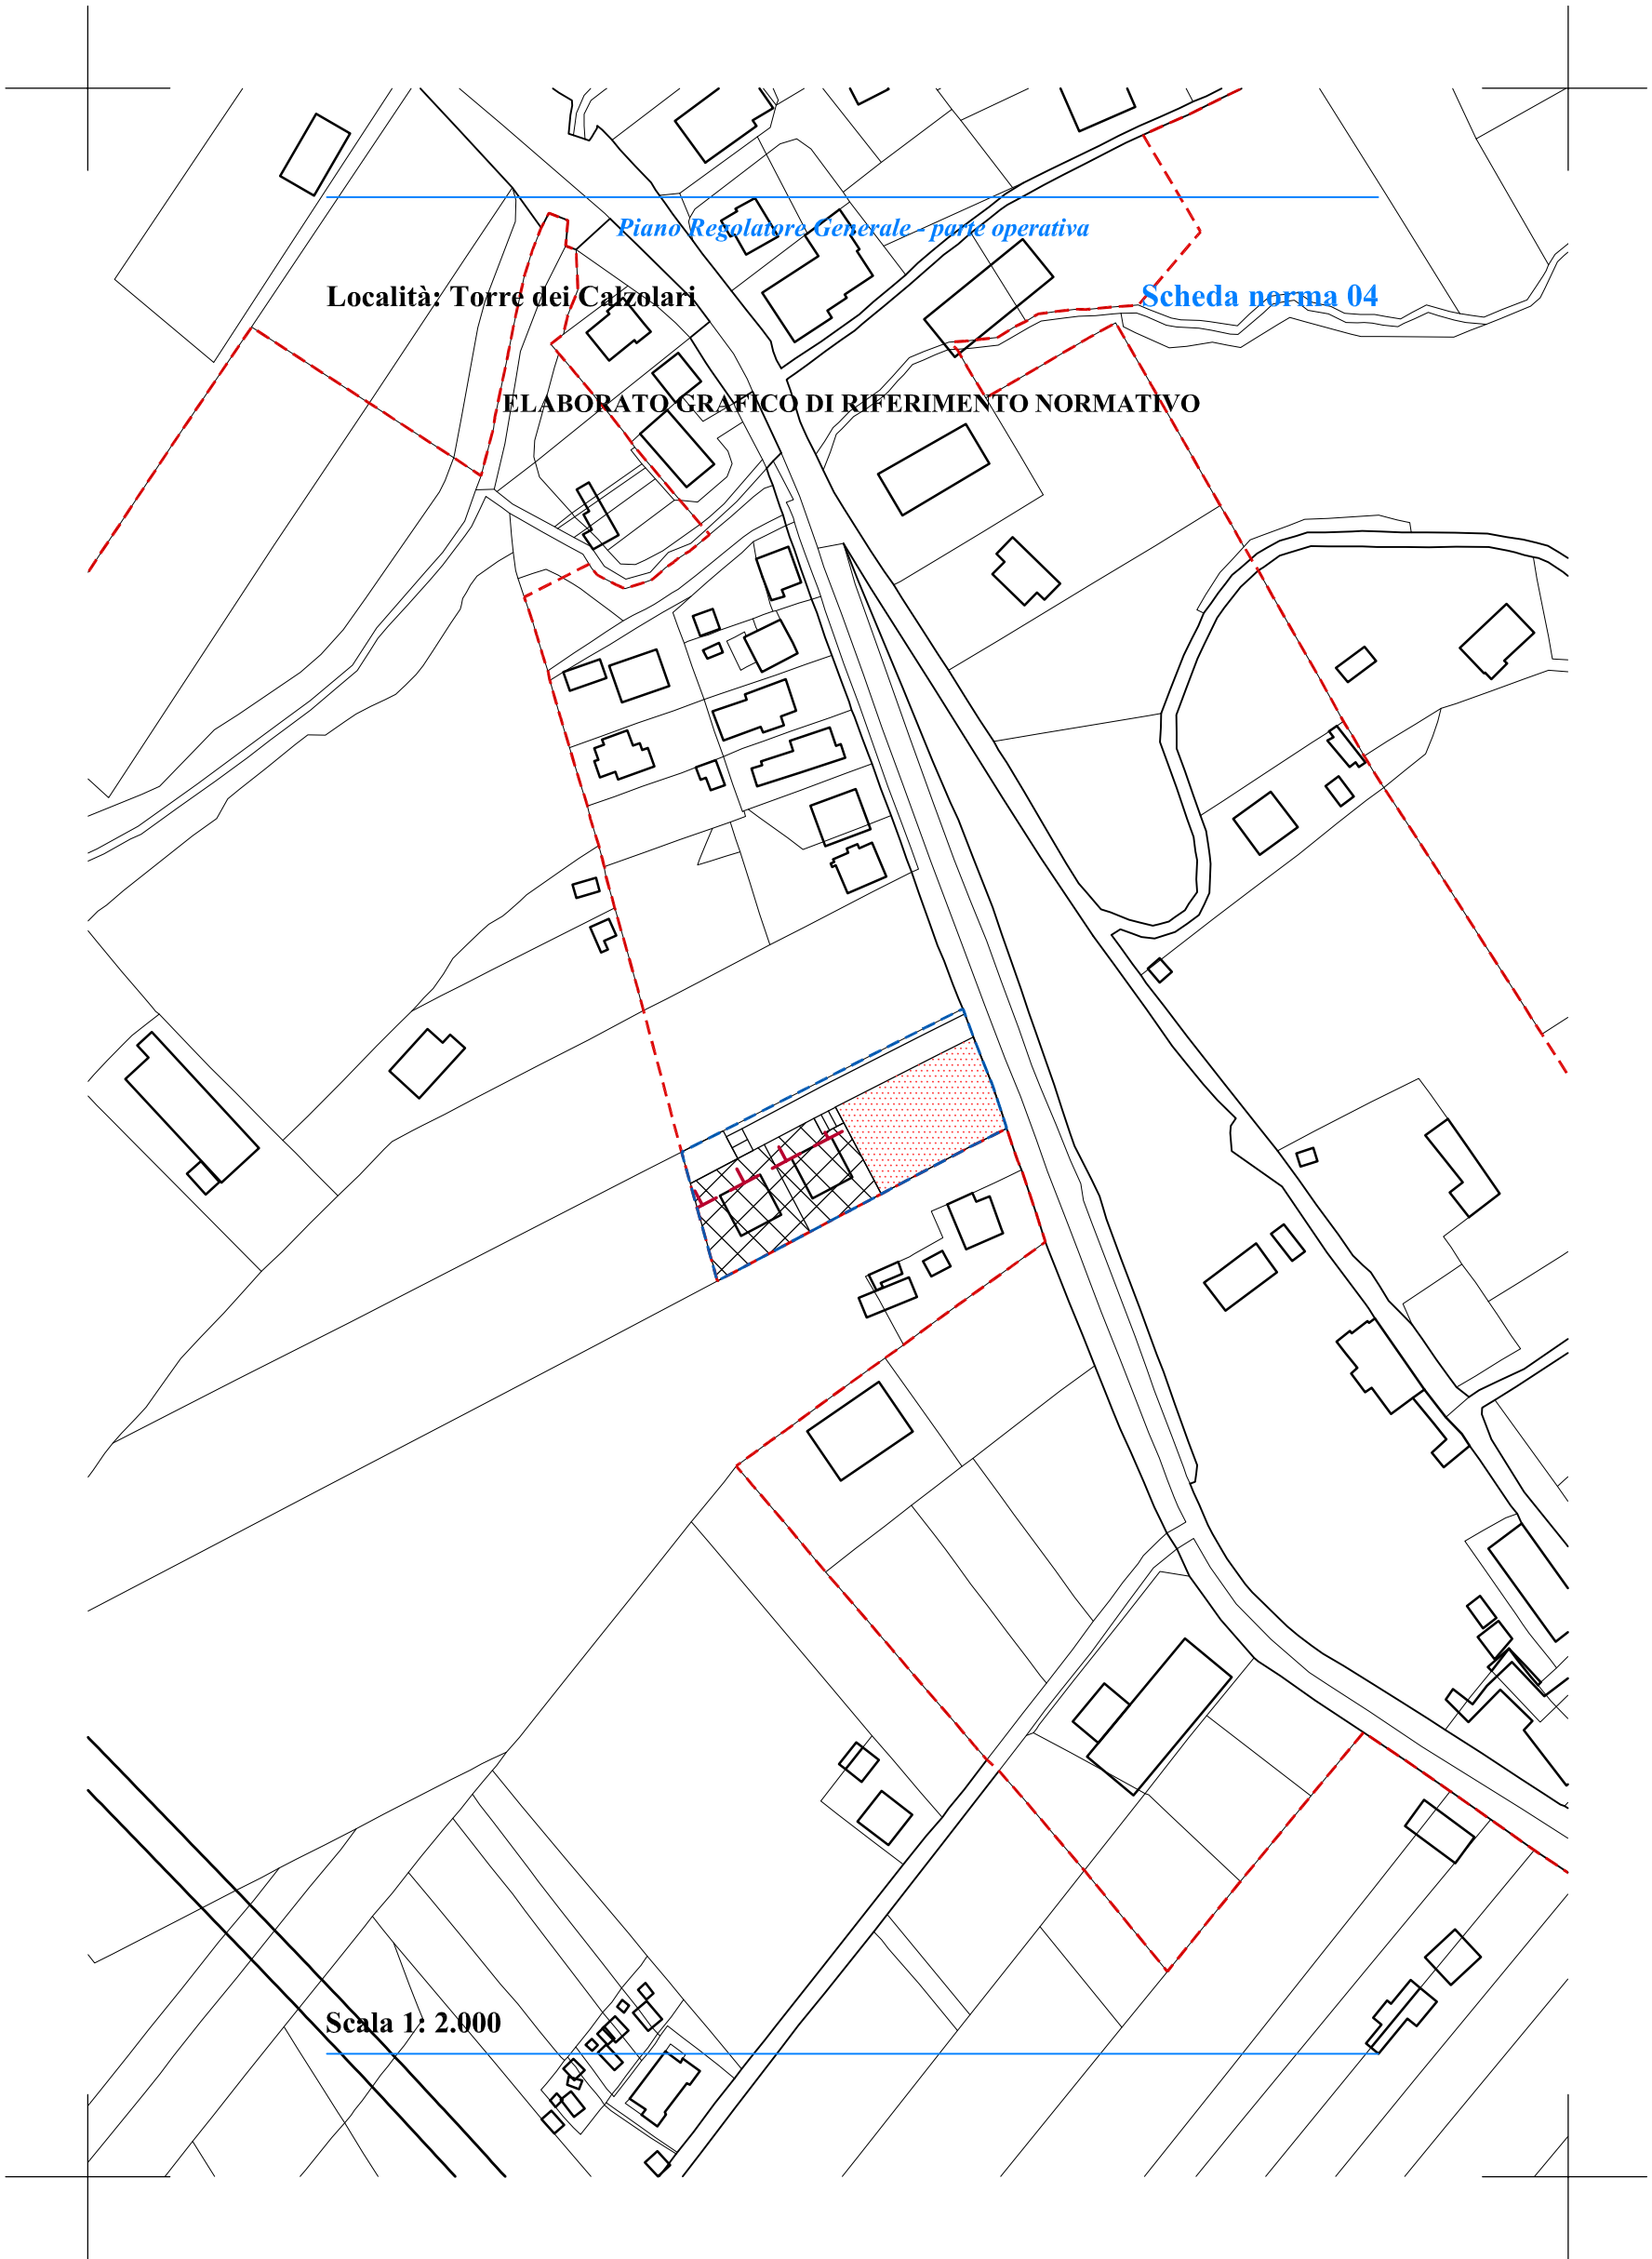 Piano Regolatore Generale - parte operativa
Località: Torre dei Calzolari
Scheda norma 04
ELABORATO GRAFICO DI RIFERIMENTO NORMATIVO
Scala 1: 2.000